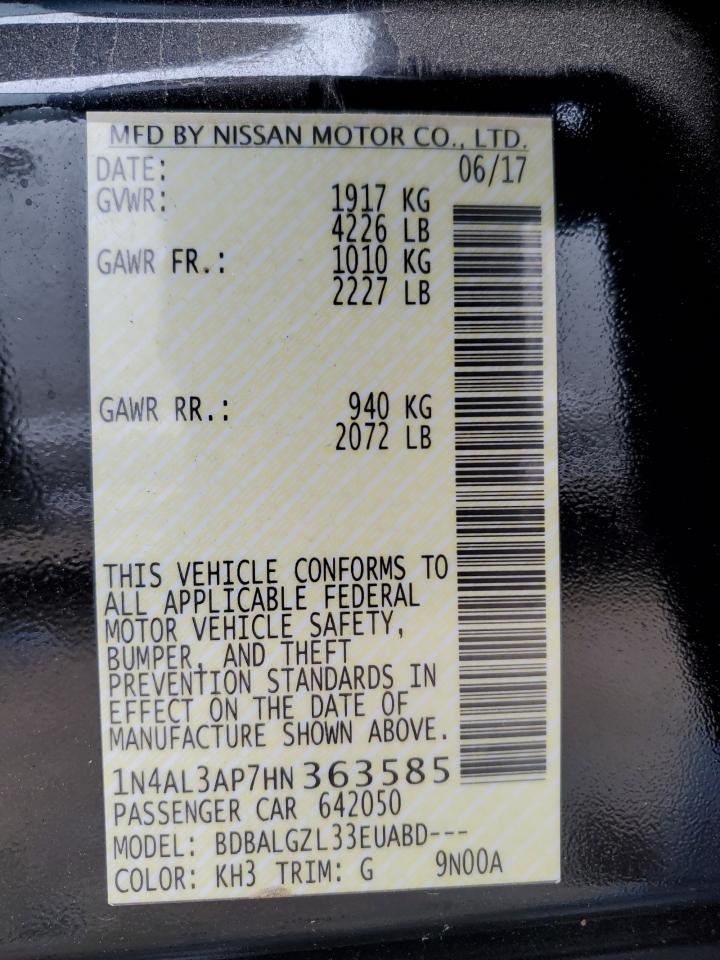 MFD BY NISSAN MOTOR CO., LTD.
DATE: 06/17
GVWR: 1917 KG
4226 LB
GAWR FR.: 1010 KG
2227 LB
GAWR RR.: 940 KG
2072 LB
THIS VEHICLE CONFORMS TO
ALL APPLICABLE FEDERAL
MOTOR VEHICLE SAFETY,
BUMPER, AND THEFT
PREVENTION STANDARDS IN
EFFECT ON THE DATE OF
MANUFACTURE SHOWN ABOVE.
1N4AL3AP7HN 363585
PASSENGER CAR 642050
MODEL: BDBALGZL33EUABD---
COLOR: KH3 TRIM: G 9N00A